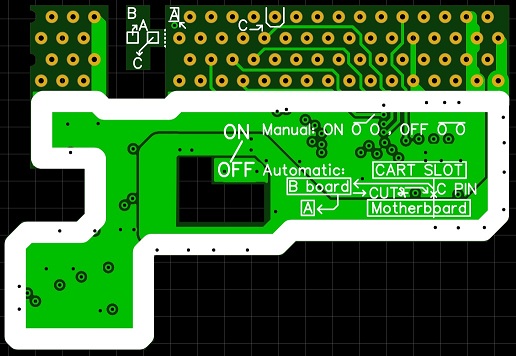 B
A
A
C
C
ON
Manual: ON O O , OFF O O
OFF
Automatic:
CART SLOT
B board
CUT
C PIN
A
Motherboard